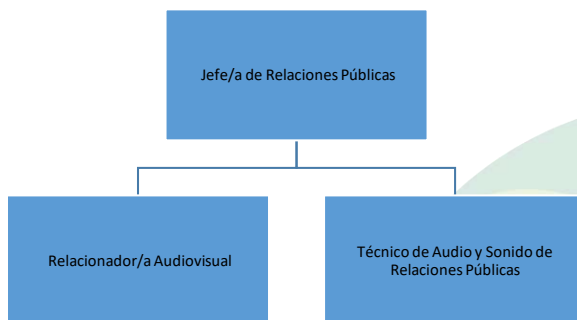 Jefe/a de Relaciones Públicas
Relacionador/a Audiovisual
Técnico de Audio y Sonido de
Relaciones Públicas